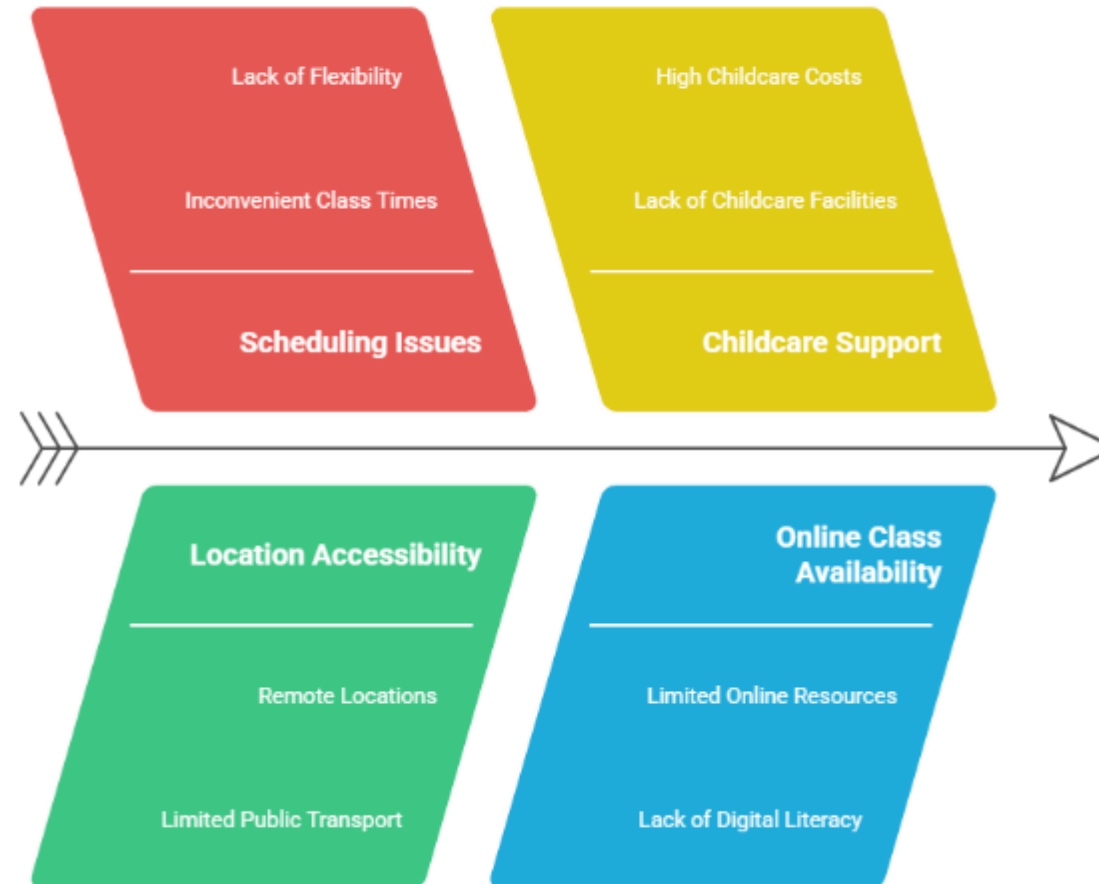 Lack of Flexibility
Inconvenient Class Times
Scheduling Issues
High Childcare Costs
Lack of Childcare Facilities
Childcare Support
Location Accessibility
Remote Locations
Limited Public Transport
Online Class
Availability
Limited Online Resources
Lack of Digital Literacy